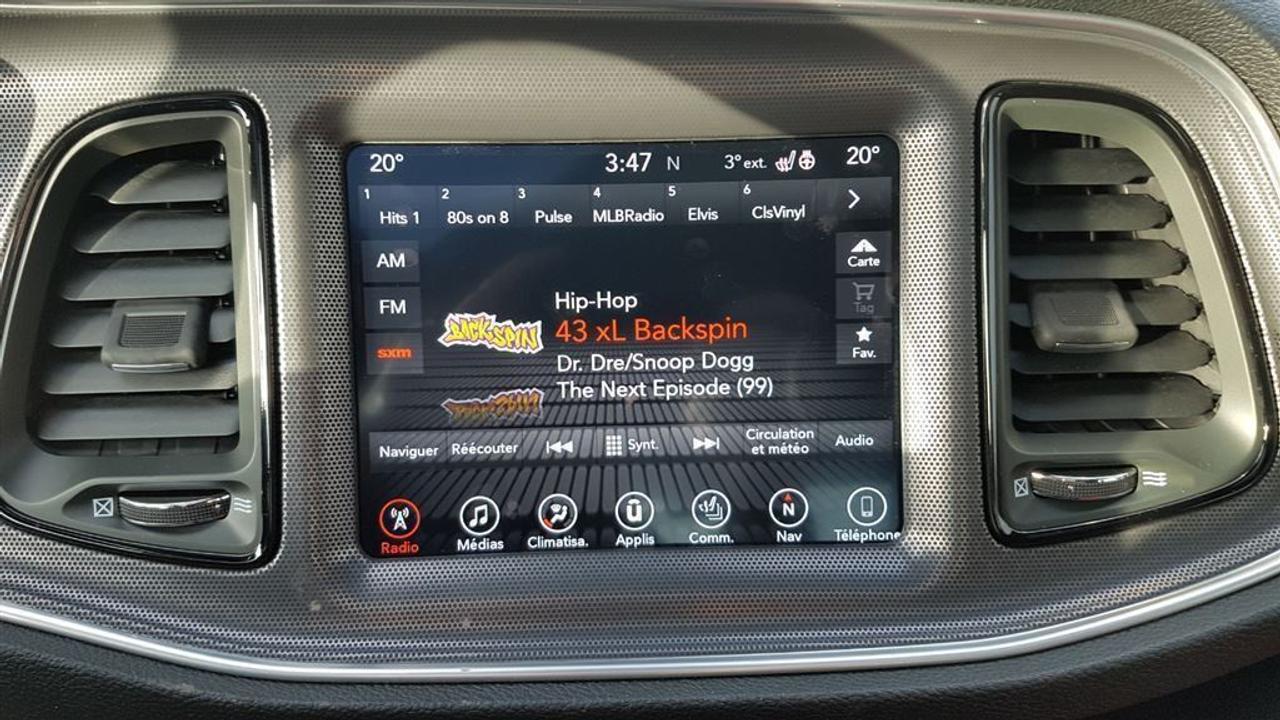 20° 3:47 N 3° ext. 20°
1 2 3 4 5 6
Hits 1 80s on 8 Pulse MLBRadio Elvis ClsVinyl
AM
FM
sxm
Carte
Tag
Fav.
BACKSPIN
Hip-Hop
43 xL Backspin
Dr. Dre/Snoop Dogg
The Next Episode (99)
Naviguer Réécouter Synt. Circulation et météo Audio
Radio Médias Climatisa. Applis Comm. Nav Téléphone